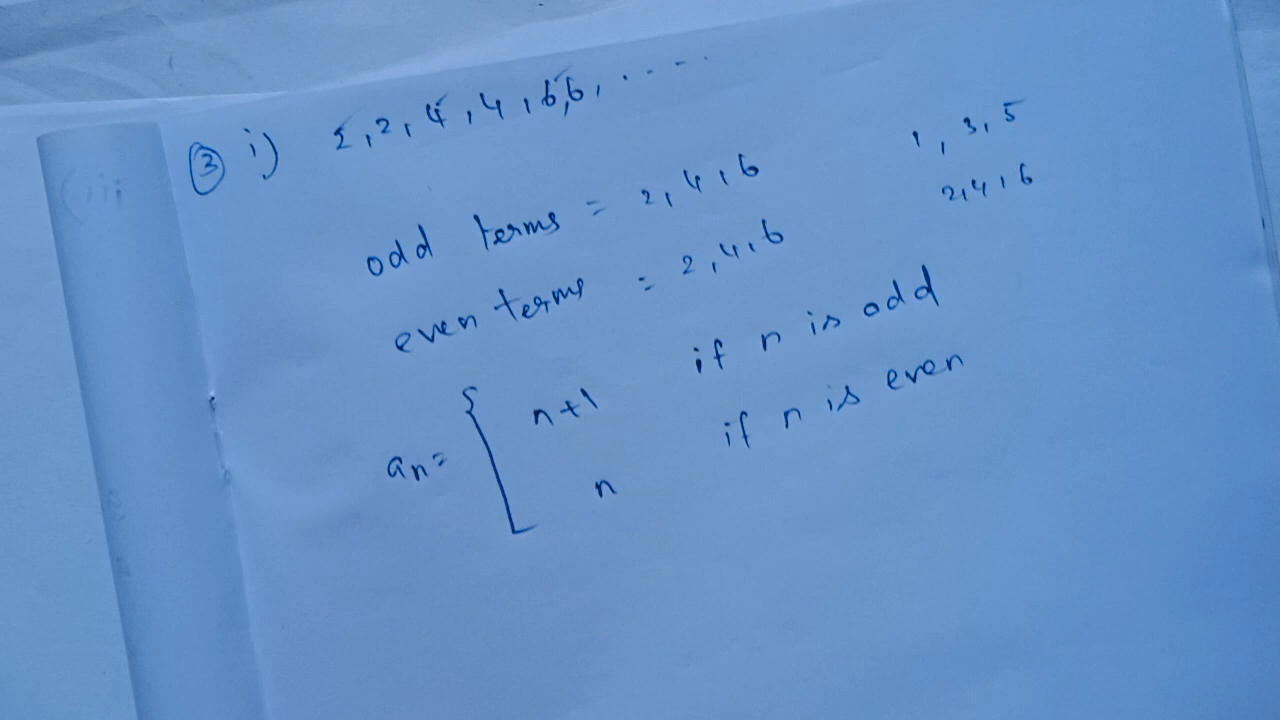 ③ i) 2, 2, 4, 4, 6, 6, .....
odd terms = 2, 4, 6
1, 3, 5
even terms = 2, 4, 6
2, 4, 6
aₙ = { n+1 if n is odd
n if n is even